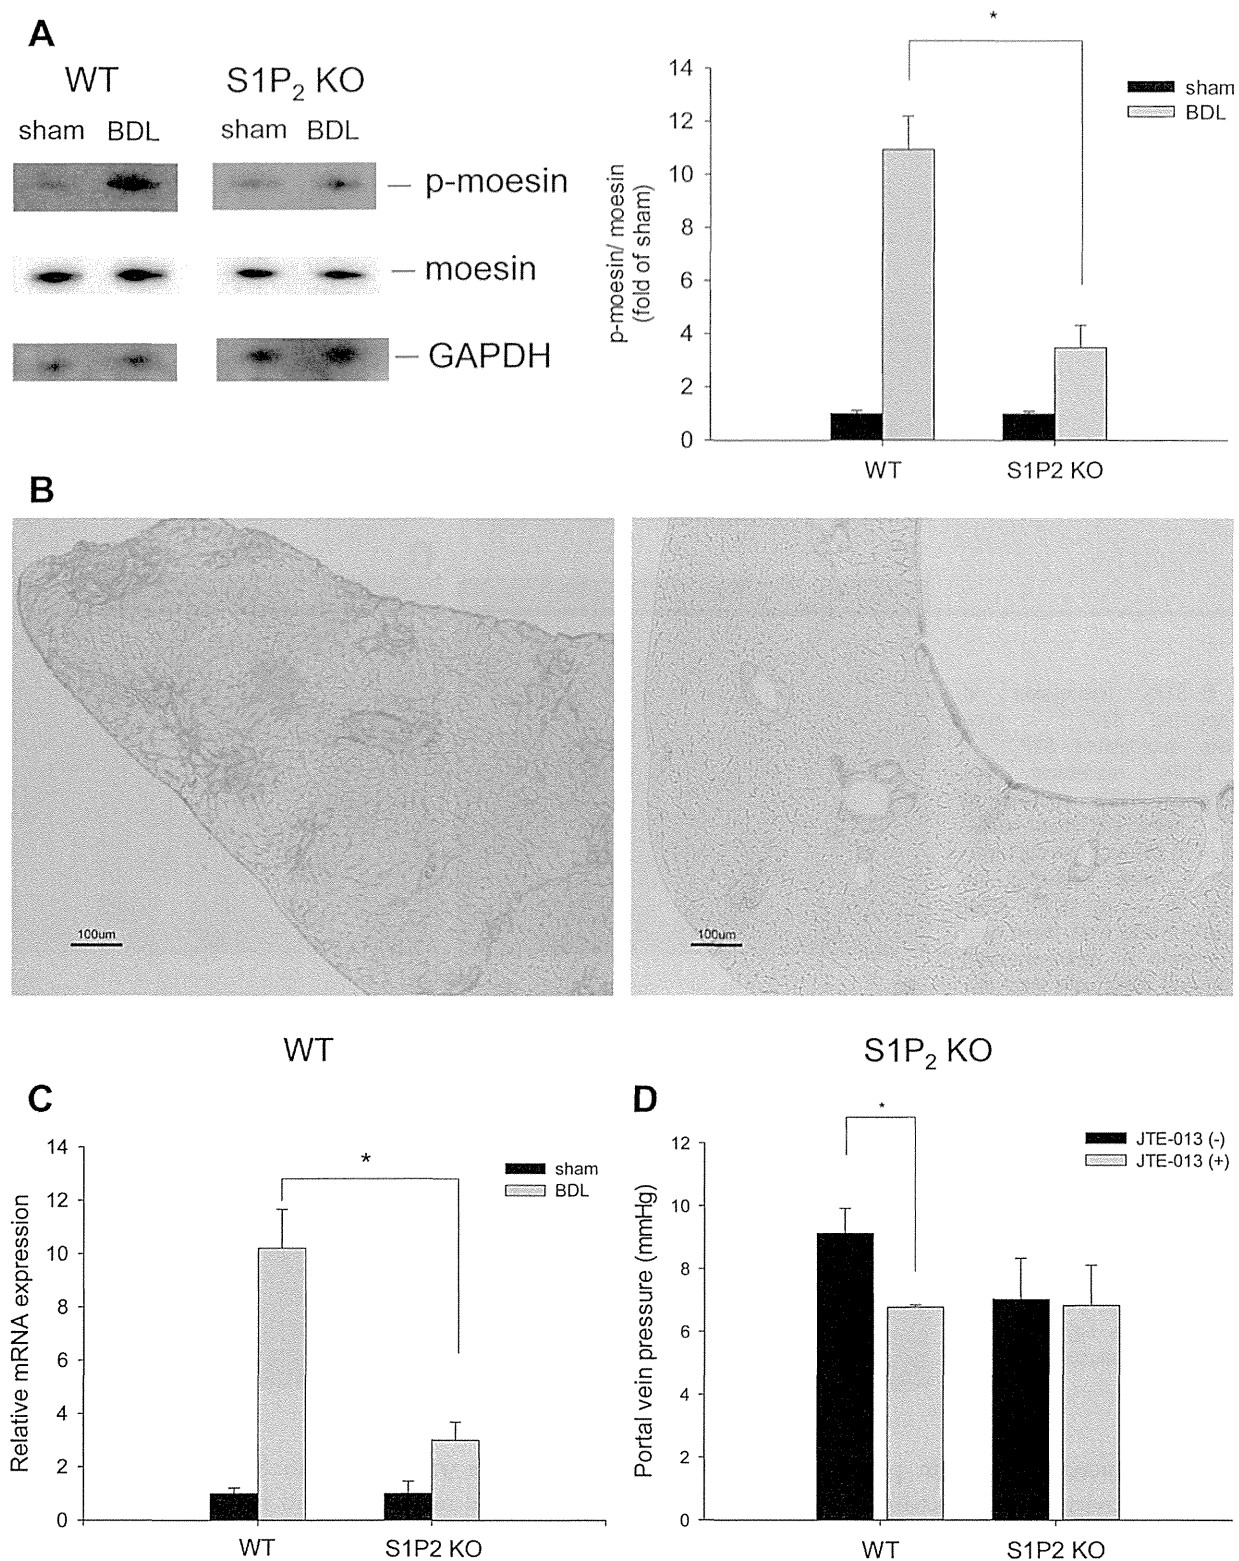 A
WT
S1P2 KO
sham BDL
sham BDL
p-moesin
moesin
GAPDH
*
14
12
10
8
6
4
2
0
p-moesin/ moesin
(fold of sham)
sham
BDL
WT
S1P2 KO
B
100um
100um
WT
S1P2 KO
C
14
12
10
8
6
4
2
0
Relative mRNA expression
*
sham
BDL
WT
S1P2 KO
D
*
12
10
8
6
4
2
0
Portal vein pressure (mmHg)
JTE-013 (-)
JTE-013 (+)
WT
S1P2 KO